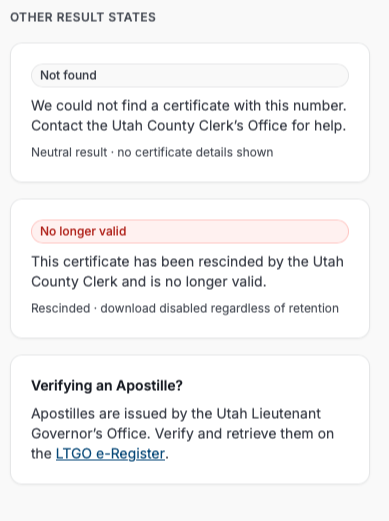 OTHER RESULT STATES
Not found
We could not find a certificate with this number.
Contact the Utah County Clerk’s Office for help.
Neutral result · no certificate details shown
No longer valid
This certificate has been rescinded by the Utah
County Clerk and is no longer valid.
Rescinded · download disabled regardless of retention
Verifying an Apostille?
Apostilles are issued by the Utah Lieutenant
Governor’s Office. Verify and retrieve them on
the LTGO e-Register.